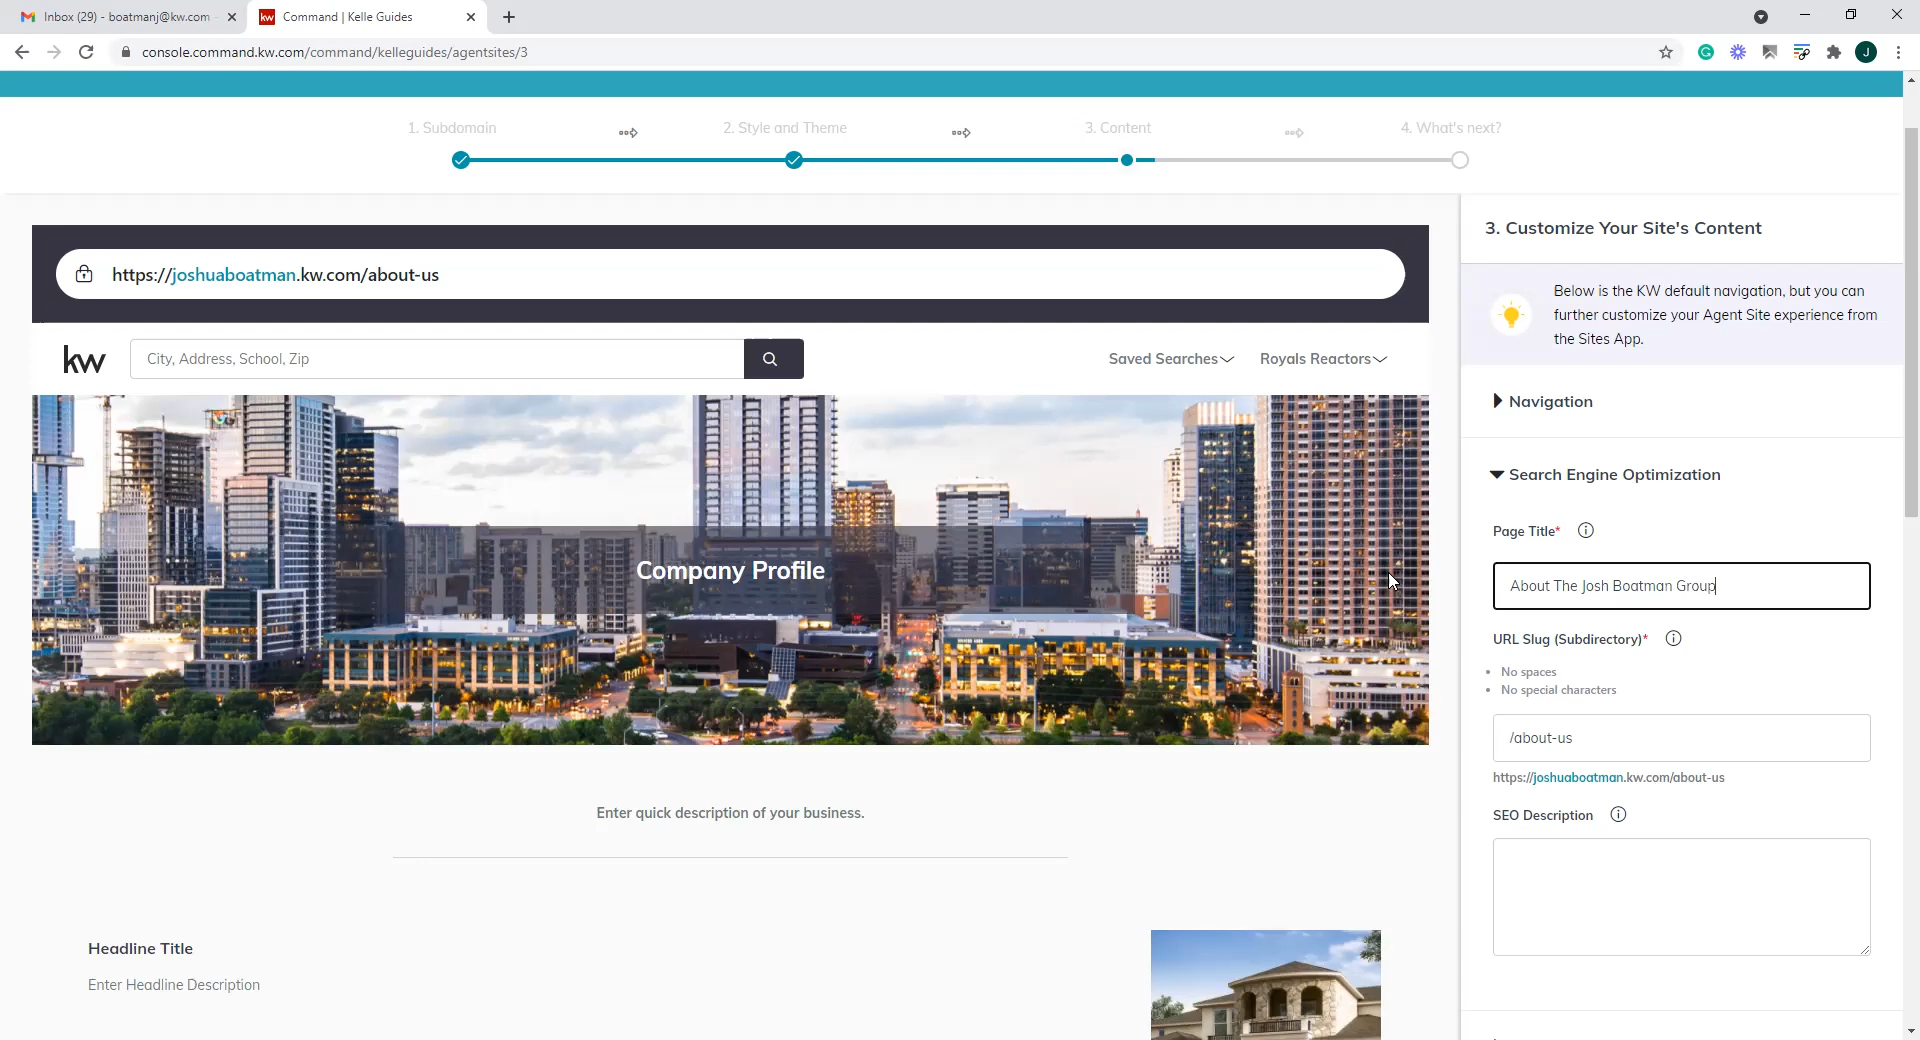 Inbox (29) - boatmanj@kw.com
Command | Kelle Guides
console.command.kw.com/command/kelleguides/agentsites/3
J
1. Subdomain
2. Style and Theme
3. Content
4. What's next?
https://joshuaboatman.kw.com/about-us
kw
City, Address, School, Zip
Saved Searches
Royals Reactors
Company Profile
Enter quick description of your business.
Headline Title
Enter Headline Description
3. Customize Your Site's Content
Below is the KW default navigation, but you can
further customize your Agent Site experience from
the Sites App.
Navigation
Search Engine Optimization
Page Title*
About The Josh Boatman Group
URL Slug (Subdirectory)*
No spaces
No special characters
/about-us
https://joshuaboatman.kw.com/about-us
SEO Description